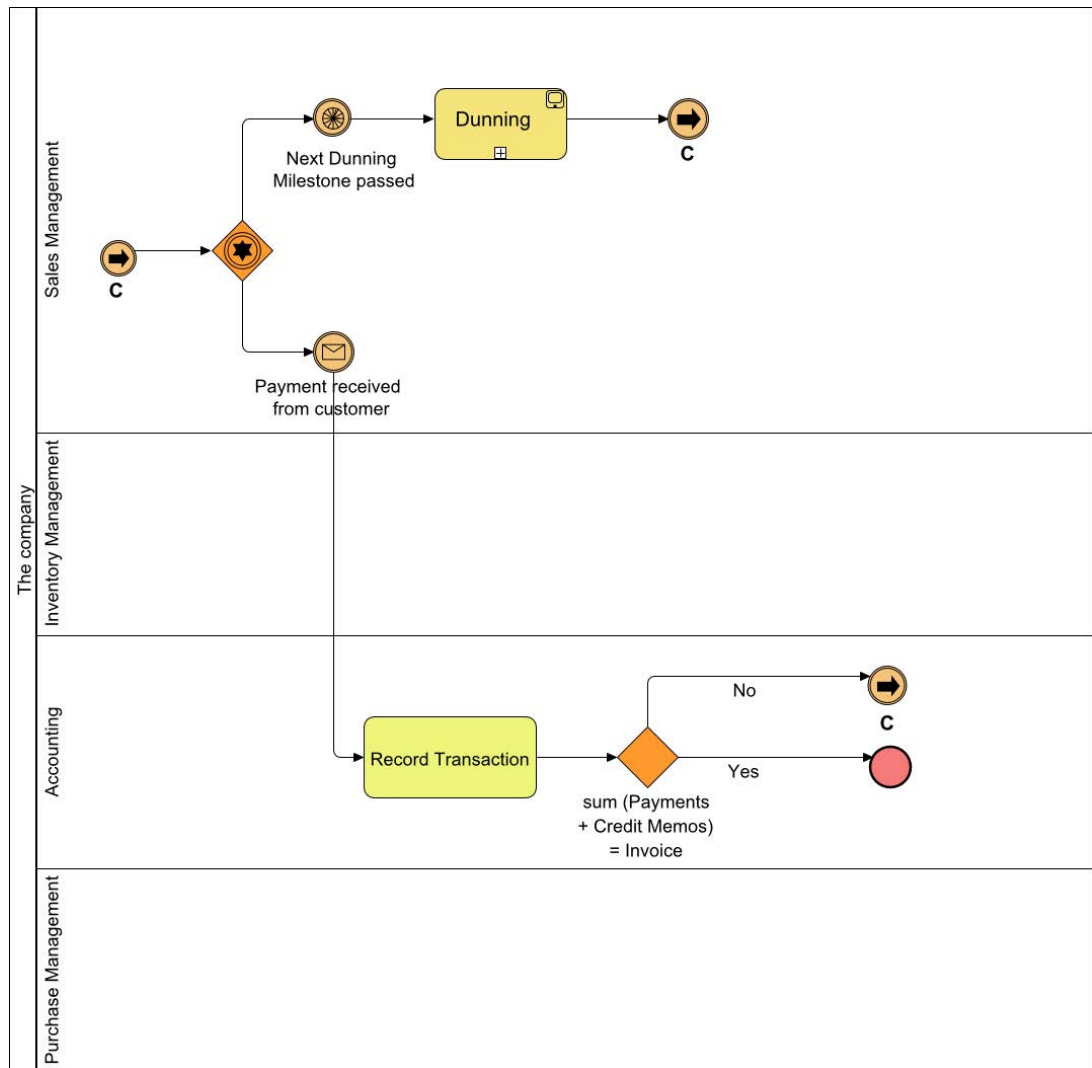 The company
Sales Management
Next Dunning
Milestone passed
Dunning
C
C
Payment received
from customer
Inventory Management
Accounting
Record Transaction
sum (Payments
+ Credit Memos)
= Invoice
No
C
Yes
Purchase Management